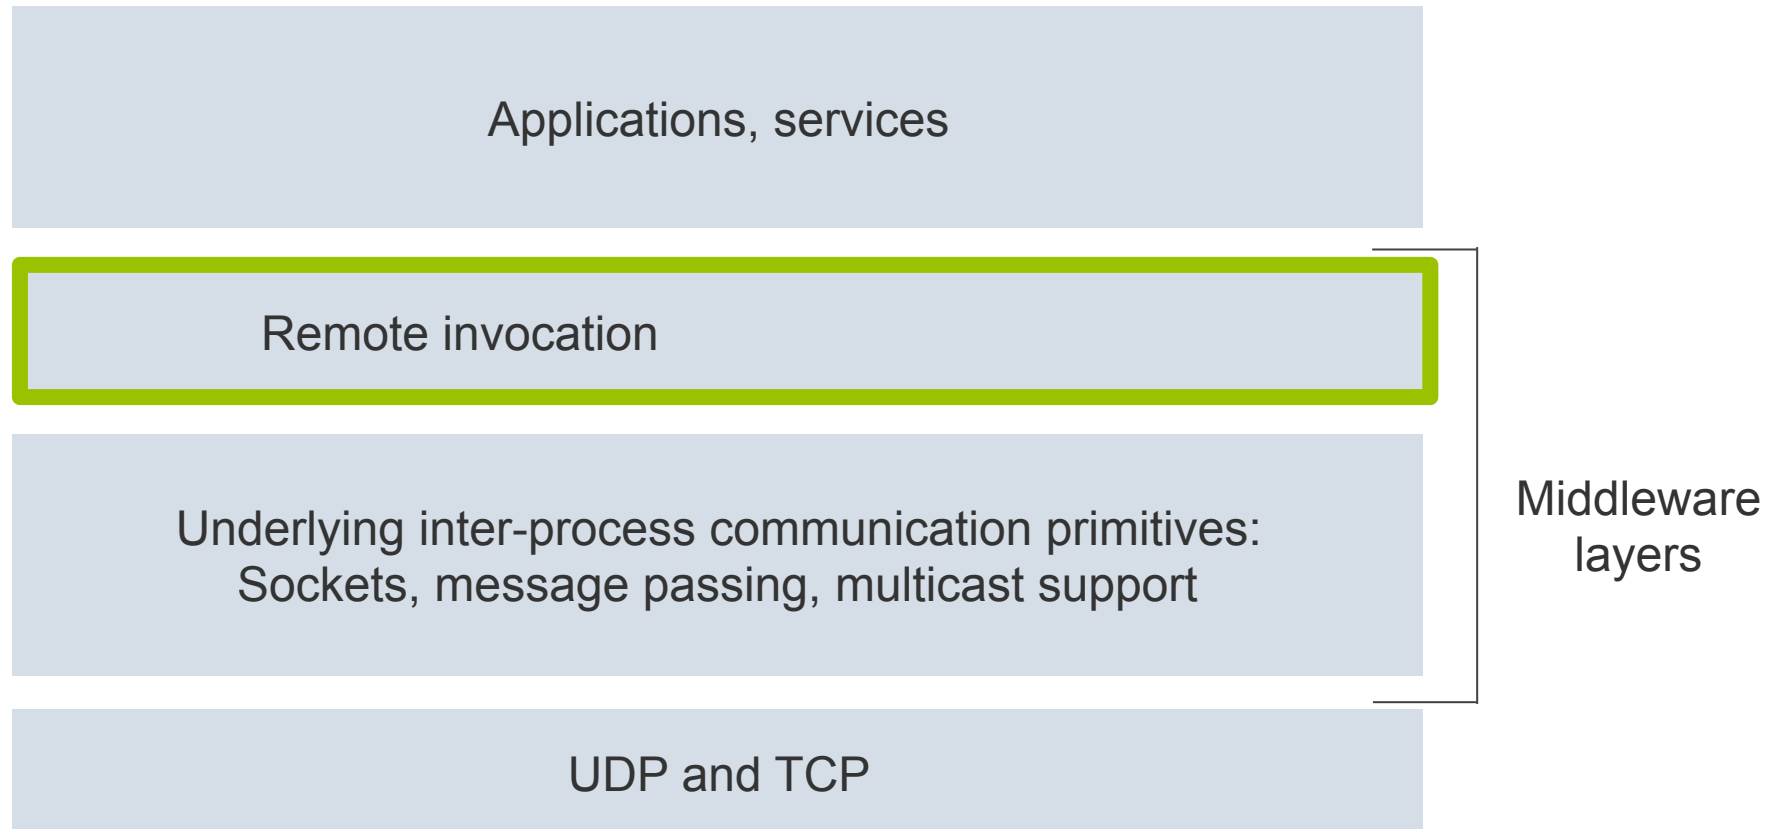 Applications, services
Remote invocation
Underlying inter-process communication primitives:
Sockets, message passing, multicast support
Middleware
layers
UDP and TCP